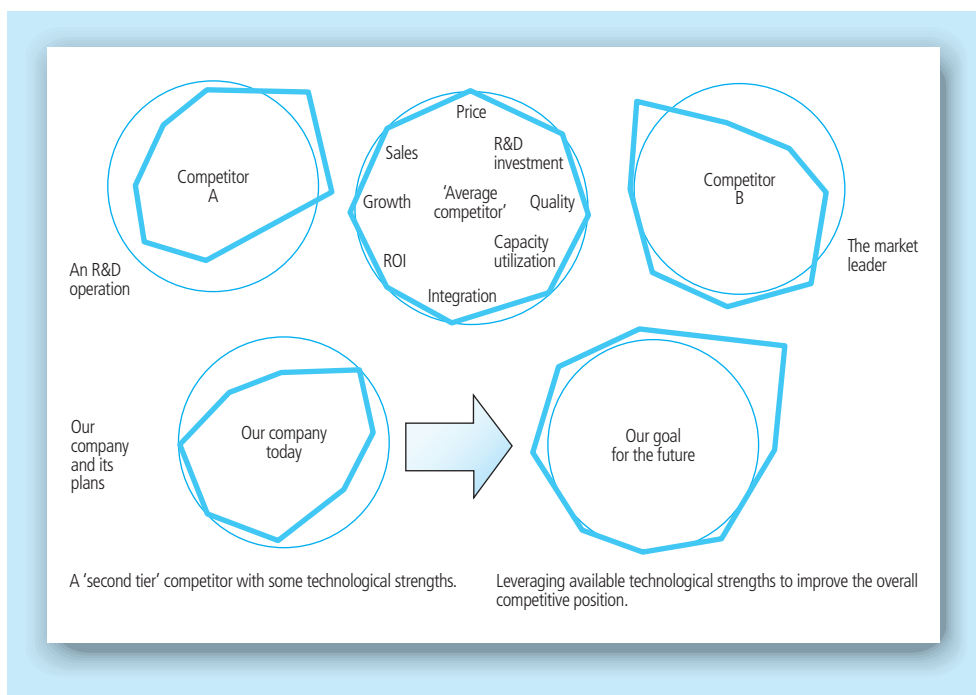 Competitor
A
An R&D
operation
Price
Sales
R&D
investment
Growth
'Average
competitor'
Quality
ROI
Capacity
utilization
Integration
Competitor
B
The market
leader
Our
company
and its
plans
Our company
today
Our goal
for the future
A 'second tier' competitor with some technological strengths.
Leveraging available technological strengths to improve the overall
competitive position.